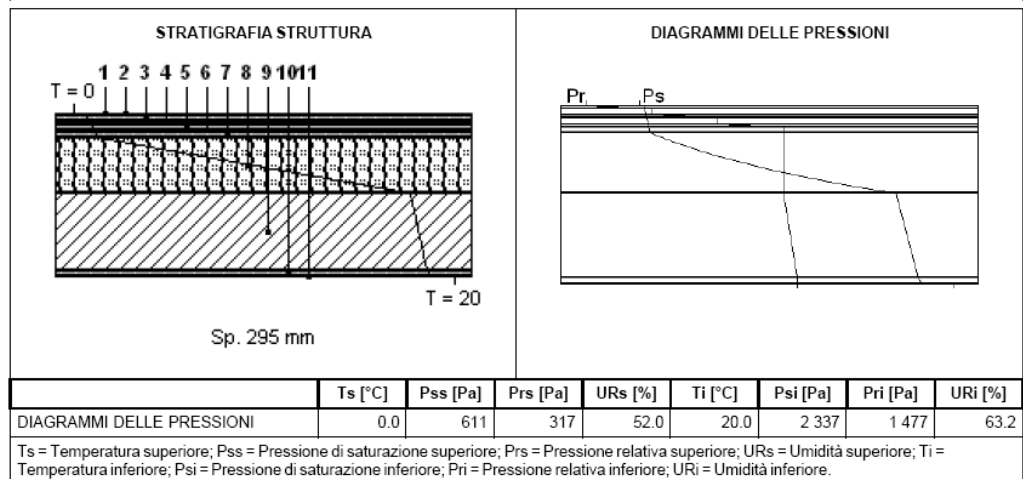 STRATIGRAFIA STRUTTURA
1 2 3 4 5 6 7 8 9 10 11
T = 0
T = 20
Sp. 295 mm
DIAGRAMMI DELLE PRESSIONI
Pr Ps
Ts [°C] Pss [Pa] Prs [Pa] URs [%] Ti [°C] Psi [Pa] Pri [Pa] URi [%]
DIAGRAMMI DELLE PRESSIONI 0.0 611 317 52.0 20.0 2 337 1 477 63.2
Ts = Temperatura superiore; Pss = Pressione di saturazione superiore; Prs = Pressione relativa superiore; URs = Umidità superiore; Ti =
Temperatura inferiore; Psi = Pressione di saturazione inferiore; Pri = Pressione relativa inferiore; URi = Umidità inferiore.